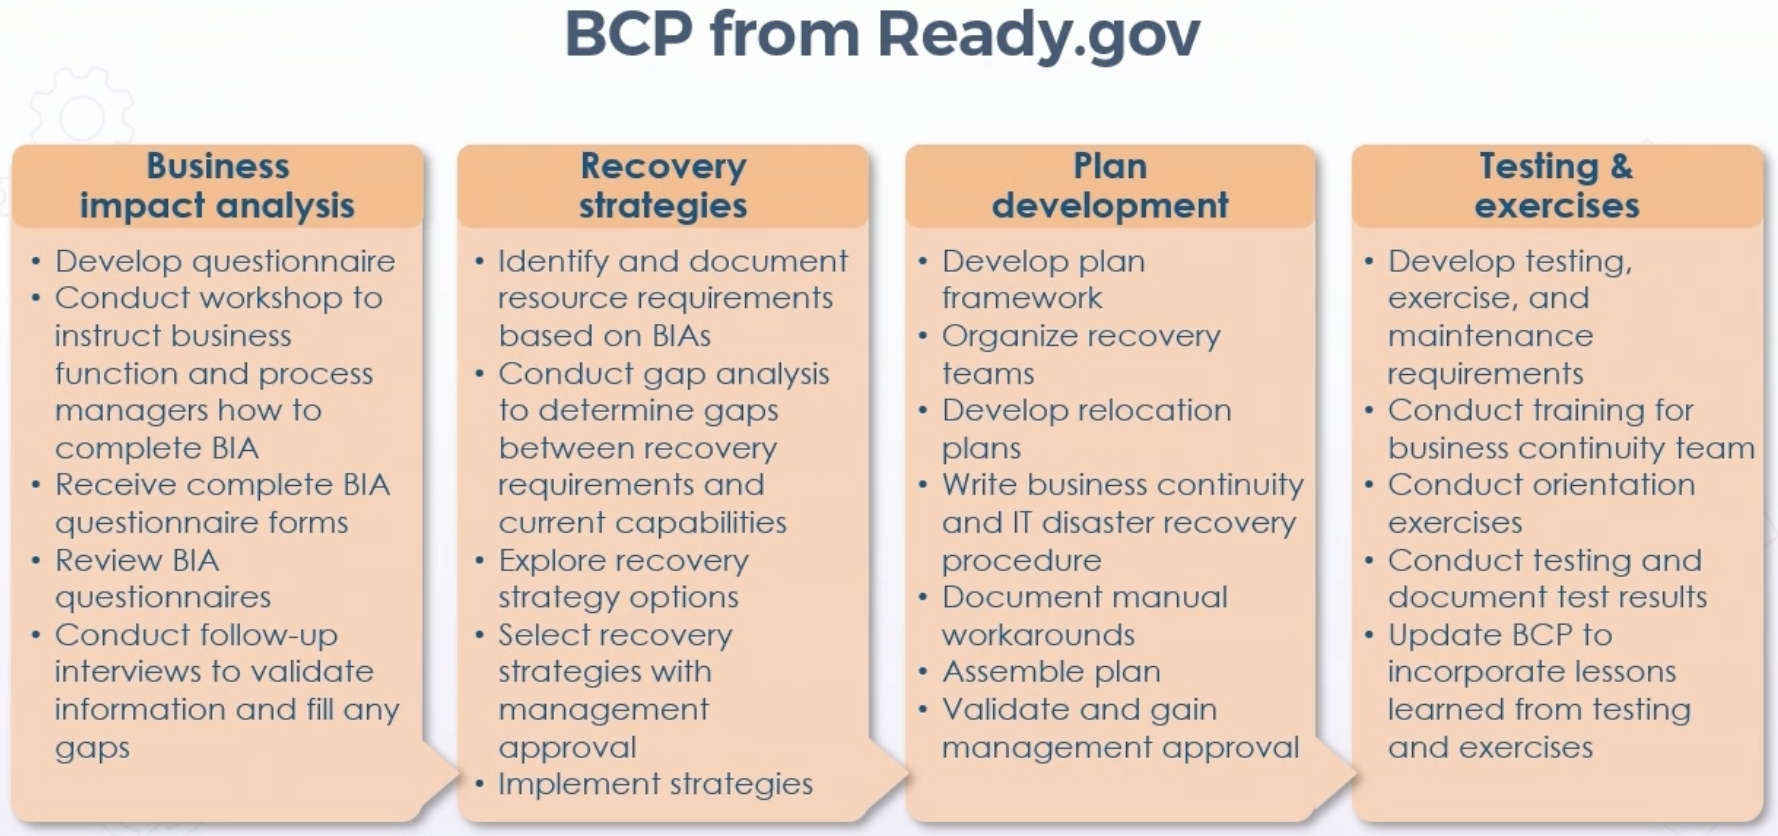 BCP from Ready.gov
Business
impact analysis
• Develop questionnaire
• Conduct workshop to
instruct business
function and process
managers how to
complete BIA
• Receive complete BIA
questionnaire forms
• Review BIA
questionnaires
• Conduct follow-up
interviews to validate
information and fill any
gaps
Recovery
strategies
• Identify and document
resource requirements
based on BIAs
• Conduct gap analysis
to determine gaps
between recovery
requirements and
current capabilities
• Explore recovery
strategy options
• Select recovery
strategies with
management
approval
• Implement strategies
Plan
development
• Develop plan
framework
• Organize recovery
teams
• Develop relocation
plans
• Write business continuity
and IT disaster recovery
procedure
• Document manual
workarounds
• Assemble plan
• Validate and gain
management approval
Testing &
exercises
• Develop testing,
exercise, and
maintenance
requirements
• Conduct training for
business continuity team
• Conduct orientation
exercises
• Conduct testing and
document test results
• Update BCP to
incorporate lessons
learned from testing
and exercises